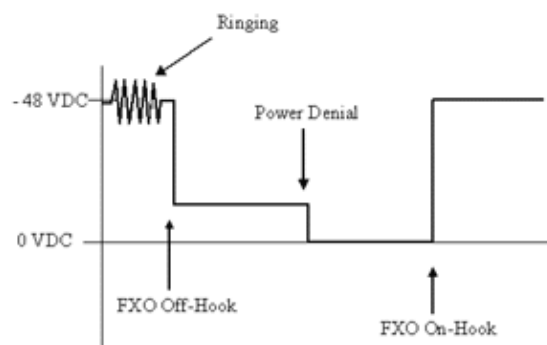 Ringing
- 48 VDC
Power Denial
0 VDC
FXO Off-Hook
FXO On-Hook